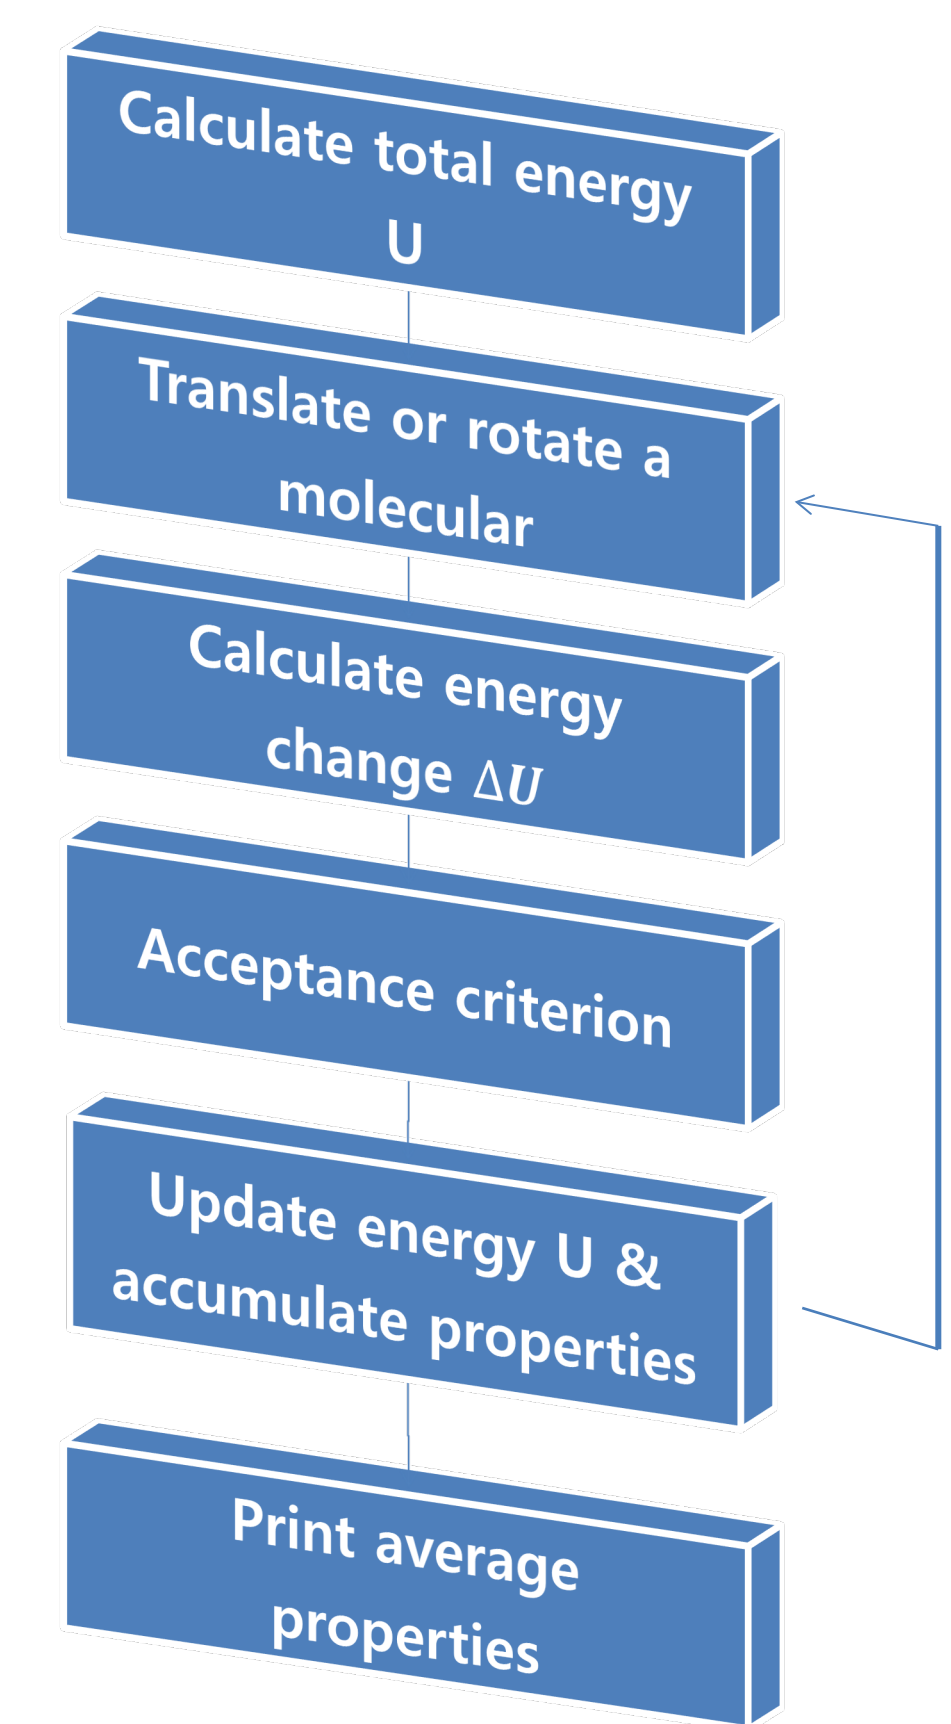 Calculate total energy
U
Translate or rotate a
molecular
Calculate energy
change ΔU
Acceptance criterion
Update energy U &
accumulate properties
Print average
properties